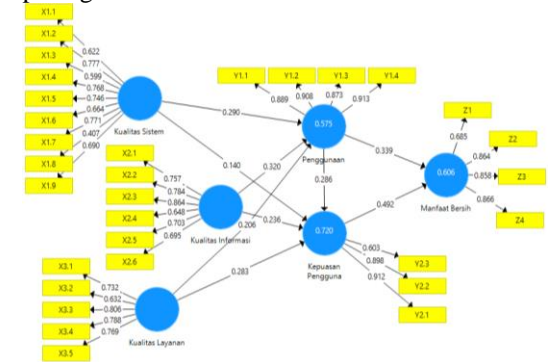 X1.1
X1.2
X1.3
X1.4
X1.5
X1.6
X1.7
X1.8
X1.9
0.622
0.777
0.599
0.768
0.746
0.664
0.771
0.407
0.690
Kualitas Sistem
X2.1
X2.2
X2.3
X2.4
X2.5
X2.6
0.757
0.784
0.864
0.648
0.703
0.695
Kualitas Informasi
X3.1
X3.2
X3.3
X3.4
X3.5
0.732
0.632
0.806
0.788
0.769
Kualitas Layanan
0.290
0.140
0.320
0.236
0.206
0.283
Y1.1 Y1.2 Y1.3 Y1.4
0.889 0.908 0.873 0.913
0.575
Penggunaan
0.286
0.339
0.720
Kepuasan
Pengguna
0.492
0.603
0.898
0.912
Y2.3
Y2.2
Y2.1
0.606
Manfaat Bersih
Z1
Z2
Z3
Z4
0.685
0.864
0.858
0.866